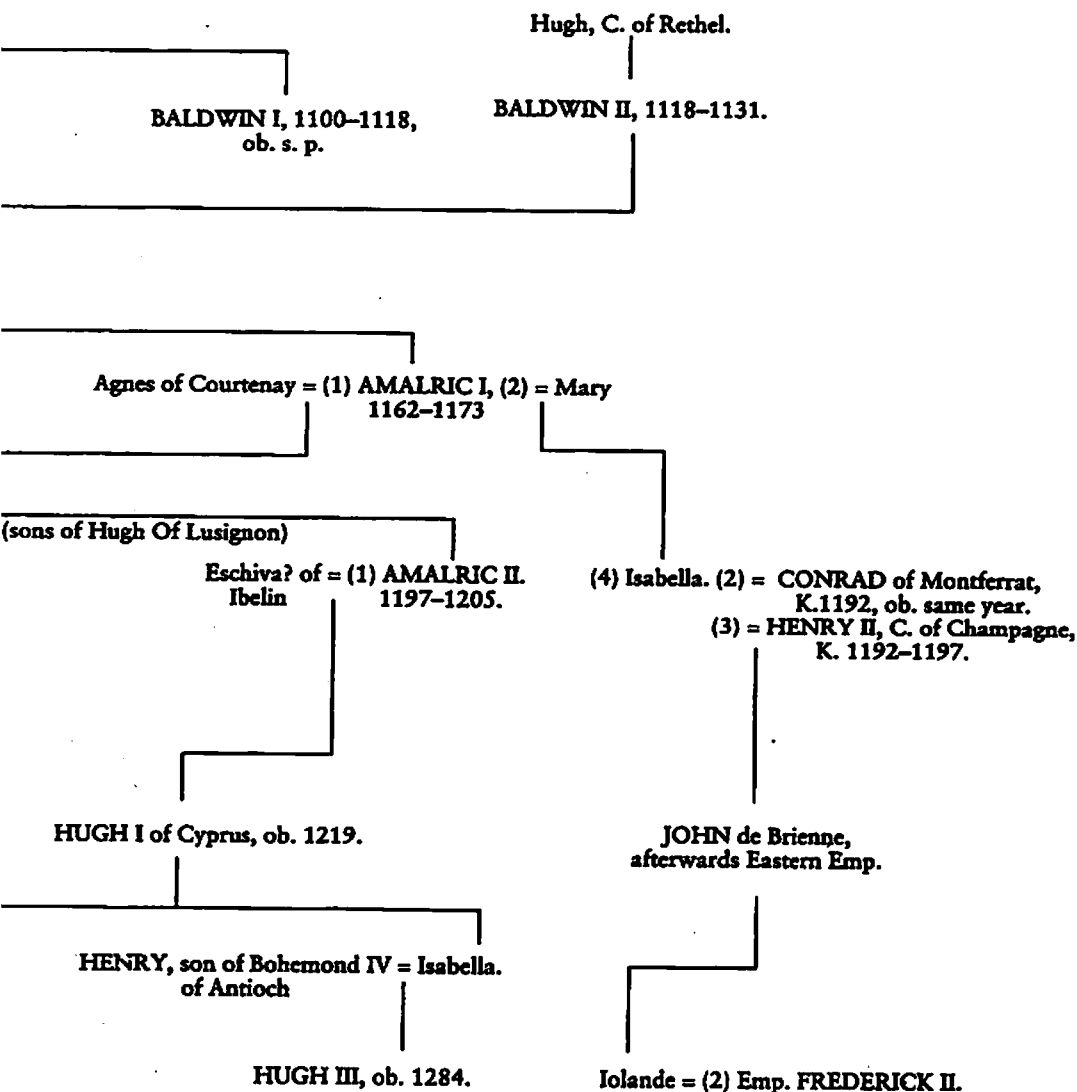 Hugh, C. of Rethel.
BALDWIN I, 1100–1118,
ob. s. p.
BALDWIN II, 1118–1131.
Agnes of Courtenay = (1) AMALRIC I, (2) = Mary
1162–1173
(sons of Hugh Of Lusignon)
Eschiva? of = (1) AMALRIC II.
Ibelin 1197–1205.
(4) Isabella. (2) = CONRAD of Montferrat,
K.1192, ob. same year.
(3) = HENRY II, C. of Champagne,
K. 1192–1197.
HUGH I of Cyprus, ob. 1219.
JOHN de Brienne,
afterwards Eastern Emp.
HENRY, son of Bohemond IV = Isabella.
of Antioch
HUGH III, ob. 1284.
Iolande = (2) Emp. FREDERICK II.